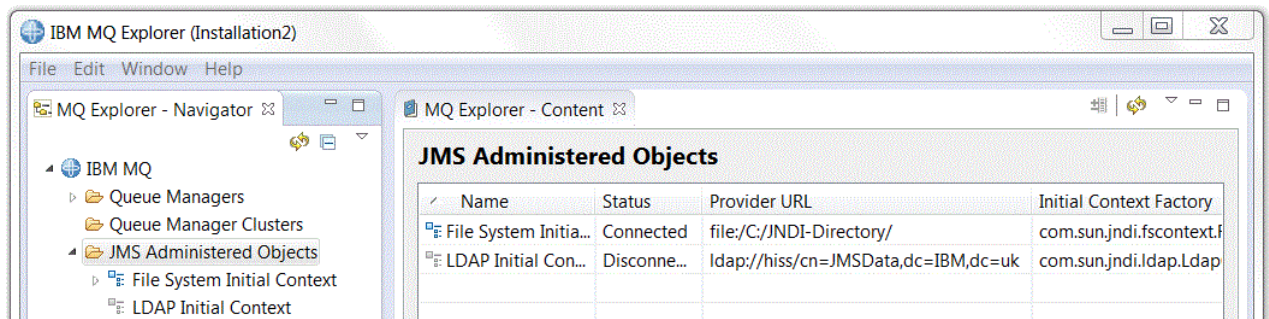 IBM MQ Explorer (Installation2)
File Edit Window Help
MQ Explorer - Navigator
IBM MQ
Queue Managers
Queue Manager Clusters
JMS Administered Objects
File System Initial Context
LDAP Initial Context
MQ Explorer - Content
JMS Administered Objects
Name Status Provider URL Initial Context Factory
File System Initia... Connected file:/C:/JNDI-Directory/ com.sun.jndi.fscontext.F
LDAP Initial Con... Disconne... ldap://hiss/cn=JMSData,dc=IBM,dc=uk com.sun.jndi.ldap.Ldap